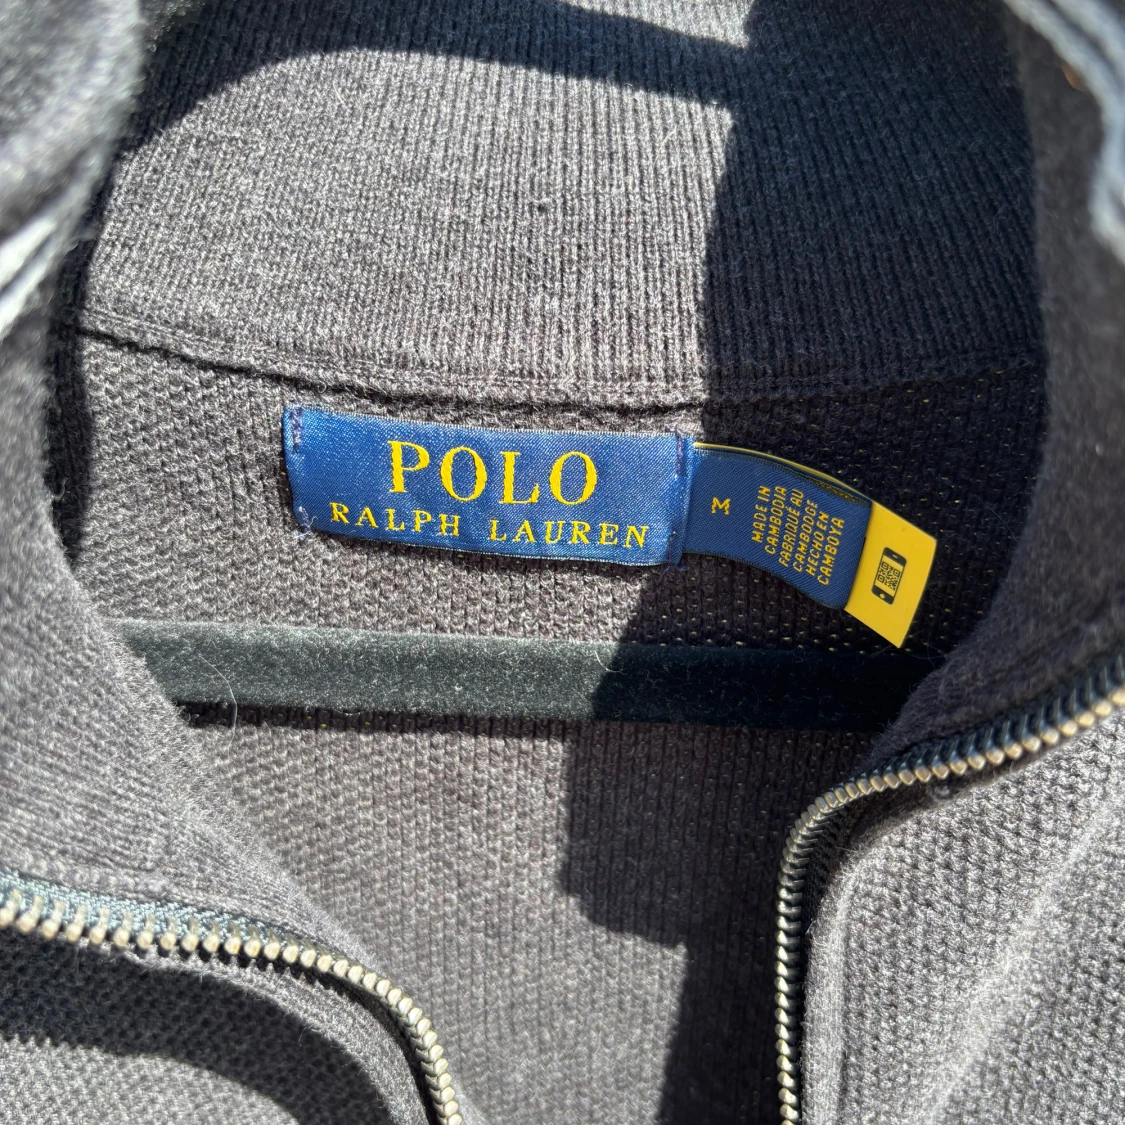 POLO
RALPH LAUREN
M
MADE IN
CAMBODIA
FABRIQUÉ AU
CAMBODGE
HECHO EN
CAMBOYA